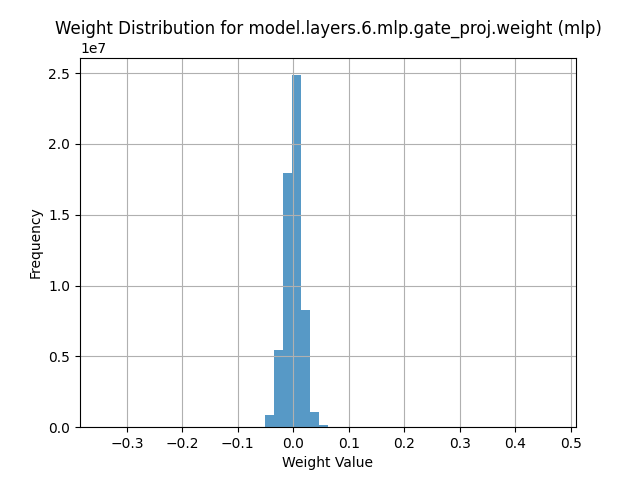 Weight Distribution for model.layers.6.mlp.gate_proj.weight (mlp)
1e7
2.5
2.0
1.5
1.0
0.5
0.0
Frequency
−0.3 −0.2 −0.1 0.0 0.1 0.2 0.3 0.4 0.5
Weight Value